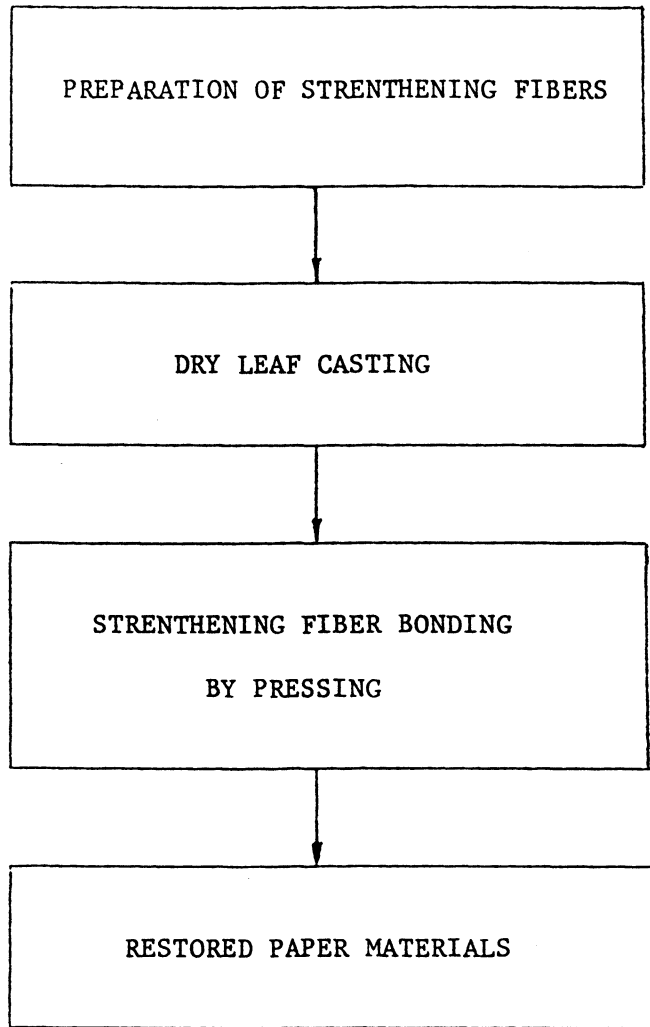 PREPARATION OF STRENTHENING FIBERS
DRY LEAF CASTING
STRENTHENING FIBER BONDING
BY PRESSING
RESTORED PAPER MATERIALS